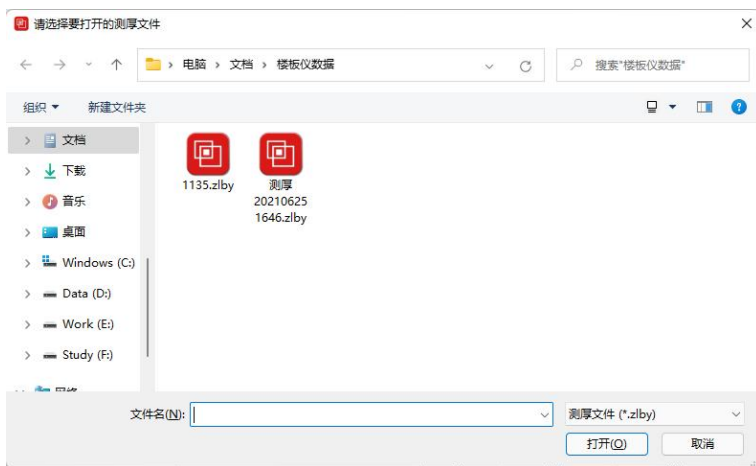 请选择要打开的测厚文件
电脑 › 文档 › 楼板仪数据
搜索"楼板仪数据"
组织
新建文件夹
文档
下载
音乐
桌面
Windows (C:)
Data (D:)
Work (E:)
Study (F:)
1135.zlby
测厚
20210625
1646.zlby
文件名(N):
测厚文件 (*.zlby)
打开(O)
取消